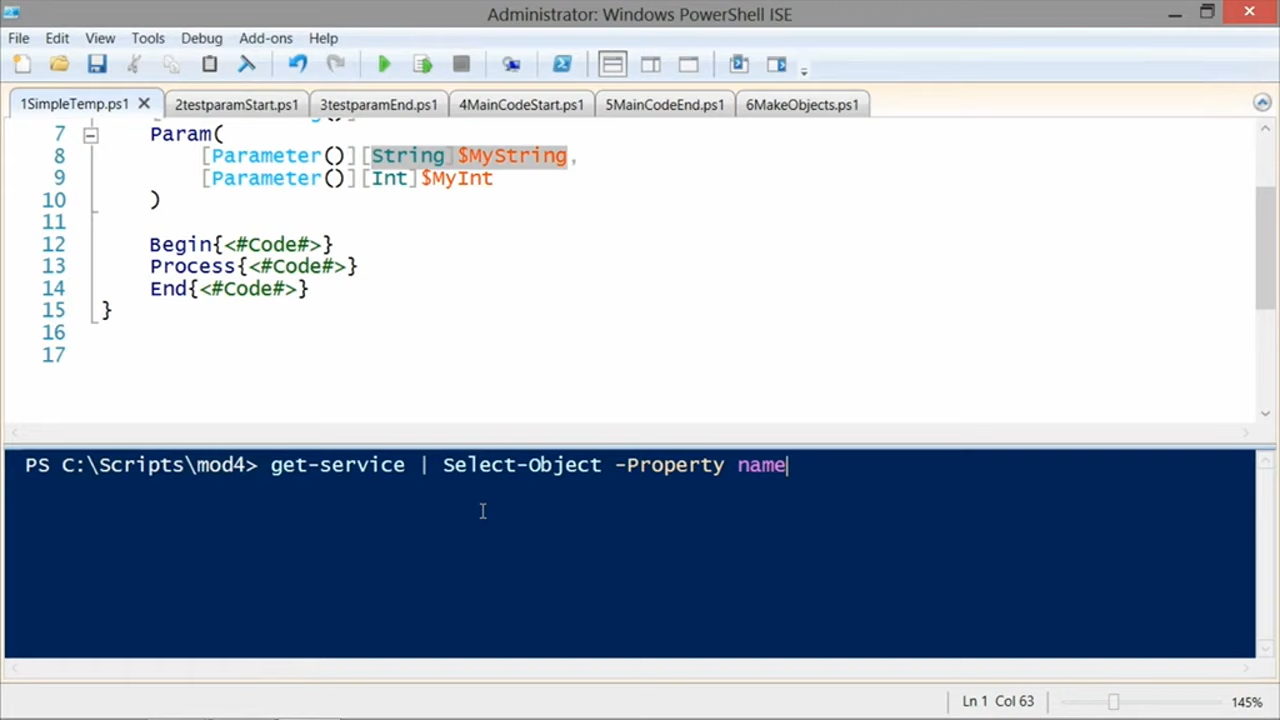 Administrator: Windows PowerShell ISE
File Edit View Tools Debug Add-ons Help
1SimpleTemp.ps1 2testparamStart.ps1 3testparamEnd.ps1 4MainCodeStart.ps1 5MainCodeEnd.ps1 6MakeObjects.ps1
7 Param(
8 [Parameter()][String]$MyString,
9 [Parameter()][Int]$MyInt
10 )
11
12 Begin{<#Code#>}
13 Process{<#Code#>}
14 End{<#Code#>}
15 }
16
17
PS C:\Scripts\mod4> get-service | Select-Object -Property name
Ln 1 Col 63 145%